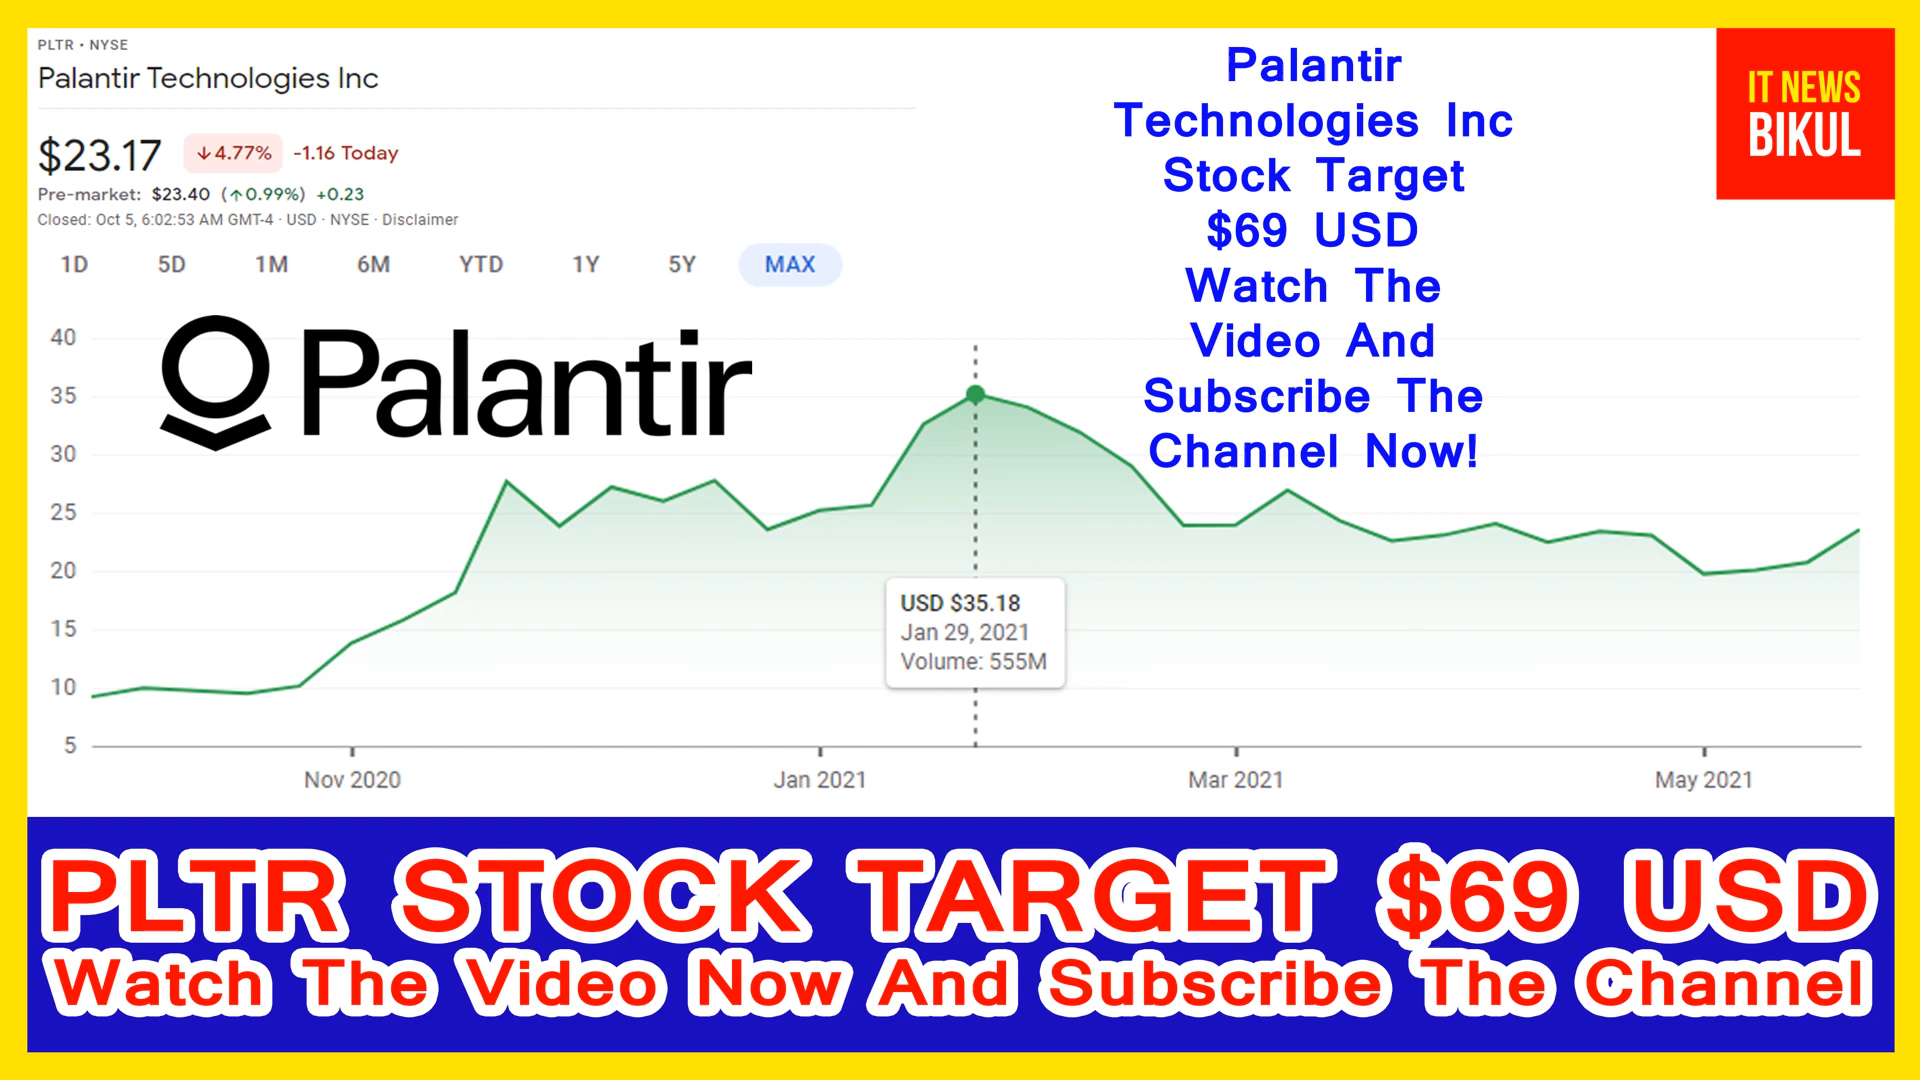 PLTR • NYSE
Palantir Technologies Inc
$23.17 ↓4.77% -1.16 Today
Pre-market: $23.40 (↑0.99%) +0.23
Closed: Oct 5, 6:02:53 AM GMT-4 · USD · NYSE · Disclaimer
1D 5D 1M 6M YTD 1Y 5Y MAX
Palantir
Technologies Inc
Stock Target
$69 USD
Watch The
Video And
Subscribe The
Channel Now!
IT NEWS
BIKUL
Palantir
40
35
30
25
20
15
10
5
USD $35.18
Jan 29, 2021
Volume: 555M
Nov 2020 Jan 2021 Mar 2021 May 2021
PLTR STOCK TARGET $69 USD
Watch The Video Now And Subscribe The Channel